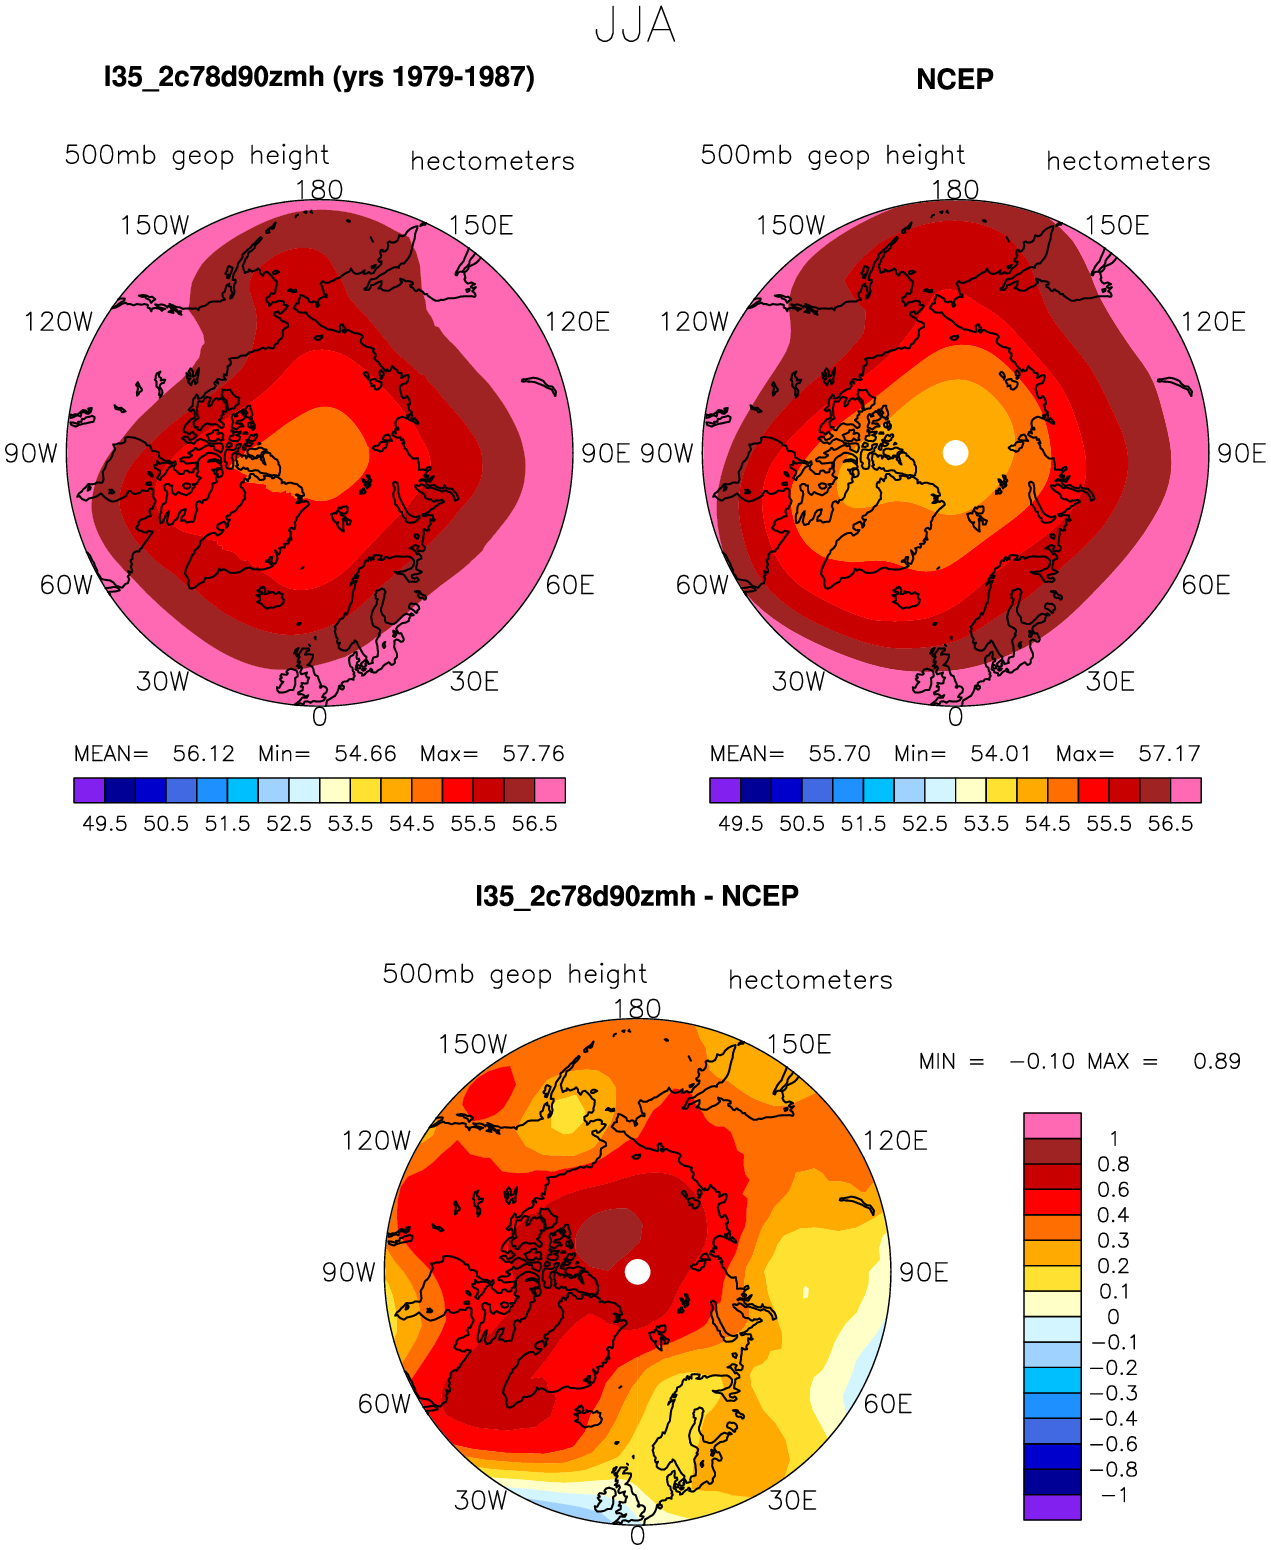 JJA
l35_2c78d90zmh (yrs 1979-1987)
NCEP
500mb geop height hectometers
500mb geop height hectometers
180
150W 150E
120W 120E
90W 90E
60W 60E
30W 30E
0
180
150W 150E
120W 120E
90W 90E
60W 60E
30W 30E
0
MEAN= 56.12 Min= 54.66 Max= 57.76
49.5 50.5 51.5 52.5 53.5 54.5 55.5 56.5
MEAN= 55.70 Min= 54.01 Max= 57.17
49.5 50.5 51.5 52.5 53.5 54.5 55.5 56.5
l35_2c78d90zmh - NCEP
500mb geop height hectometers
180
150W 150E
120W 120E
90W 90E
60W 60E
30W 30E
0
MIN = -0.10 MAX = 0.89
1
0.8
0.6
0.4
0.3
0.2
0.1
0
-0.1
-0.2
-0.3
-0.4
-0.6
-0.8
-1